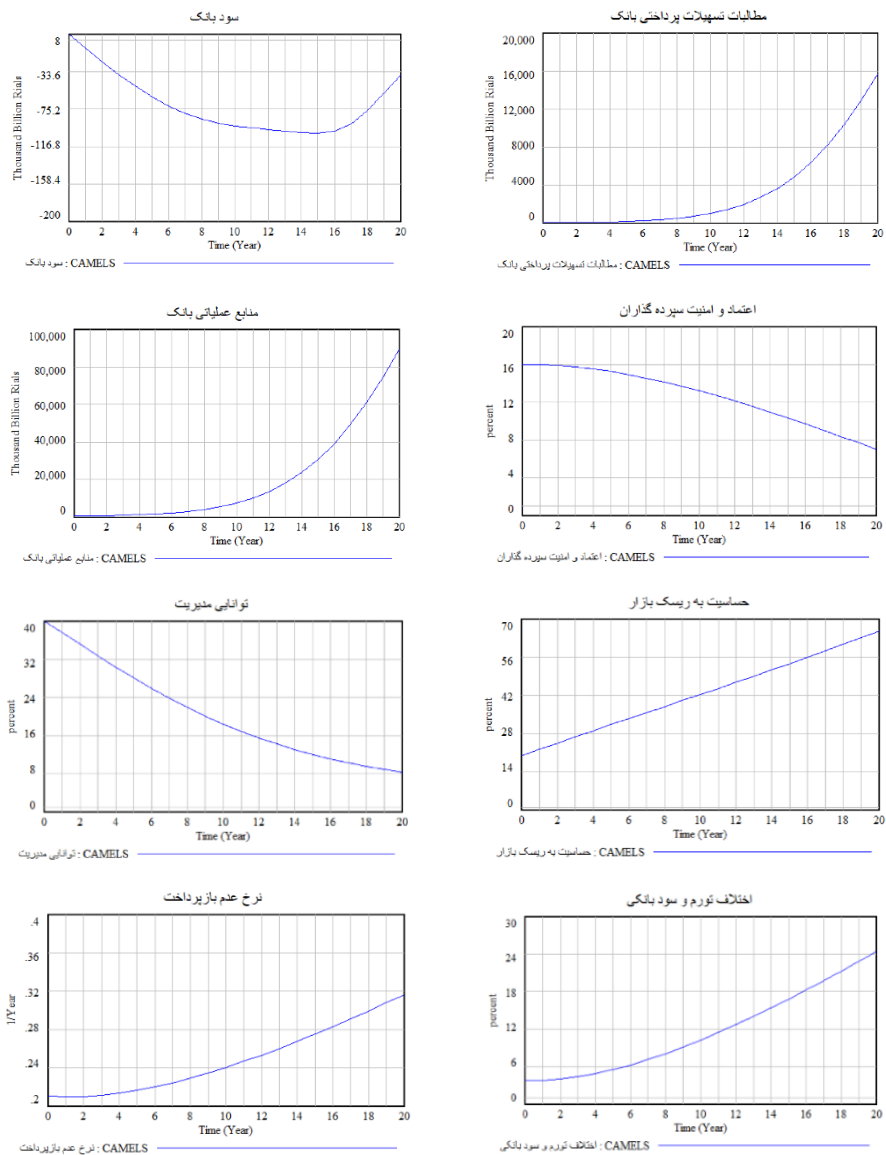 سود بانک
8
-33.6
-75.2
-116.8
-158.4
-200
Thousand Billion Rials
0 2 4 6 8 10 12 14 16 18 20
Time (Year)
سود بانک : CAMELS
مطالبات تسهیلات پرداختی بانک
20,000
16,000
12,000
8000
4000
0
Thousand Billion Rials
0 2 4 6 8 10 12 14 16 18 20
Time (Year)
مطالبات تسهیلات پرداختی بانک : CAMELS
منابع عملیاتی بانک
100,000
80,000
60,000
40,000
20,000
0
Thousand Billion Rials
0 2 4 6 8 10 12 14 16 18 20
Time (Year)
منابع عملیاتی بانک : CAMELS
اعتماد و امنیت سپرده گذاران
20
16
12
8
4
0
percent
0 2 4 6 8 10 12 14 16 18 20
Time (Year)
اعتماد و امنیت سپرده گذاران : CAMELS
توانایی مدیریت
40
32
24
16
8
0
percent
0 2 4 6 8 10 12 14 16 18 20
Time (Year)
توانایی مدیریت : CAMELS
حساسیت به ریسک بازار
70
56
42
28
14
0
percent
0 2 4 6 8 10 12 14 16 18 20
Time (Year)
حساسیت به ریسک بازار : CAMELS
نرخ عدم بازپرداخت
.4
.36
.32
.28
.24
.2
1/Year
0 2 4 6 8 10 12 14 16 18 20
Time (Year)
نرخ عدم بازپرداخت : CAMELS
اختلاف تورم و سود بانکی
30
24
18
12
6
0
percent
0 2 4 6 8 10 12 14 16 18 20
Time (Year)
اختلاف تورم و سود بانکی : CAMELS